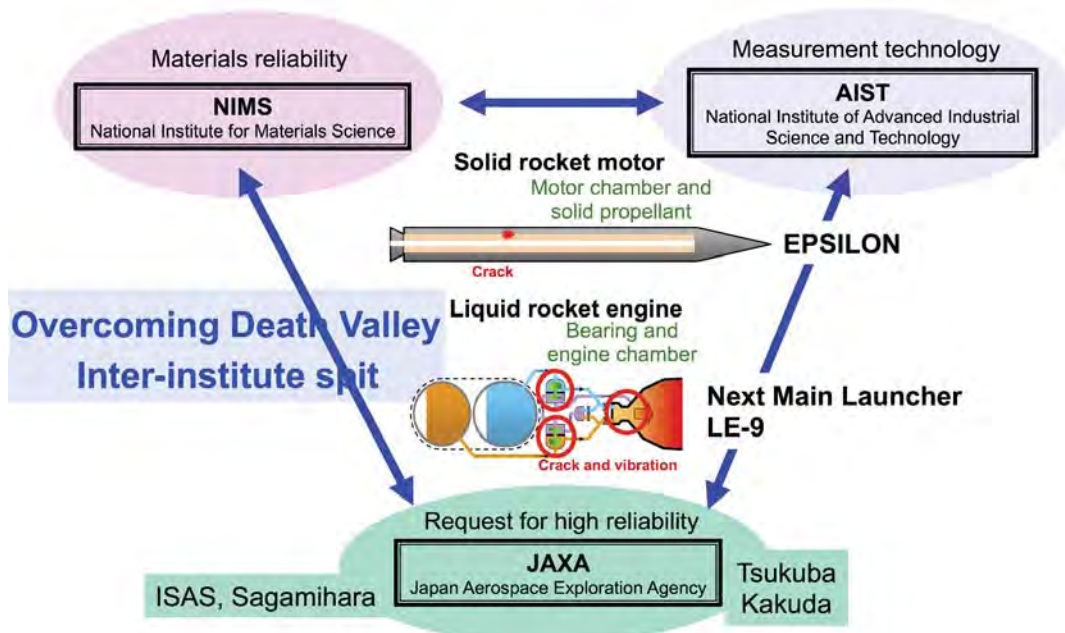 Materials reliability
NIMS
National Institute for Materials Science
Measurement technology
AIST
National Institute of Advanced Industrial
Science and Technology
Solid rocket motor
Motor chamber and
solid propellant
EPSILON
Crack
Overcoming Death Valley
Inter-institute spit
Liquid rocket engine
Bearing and
engine chamber
Next Main Launcher
LE-9
Crack and vibration
Request for high reliability
JAXA
Japan Aerospace Exploration Agency
ISAS, Sagamihara
Tsukuba
Kakuda